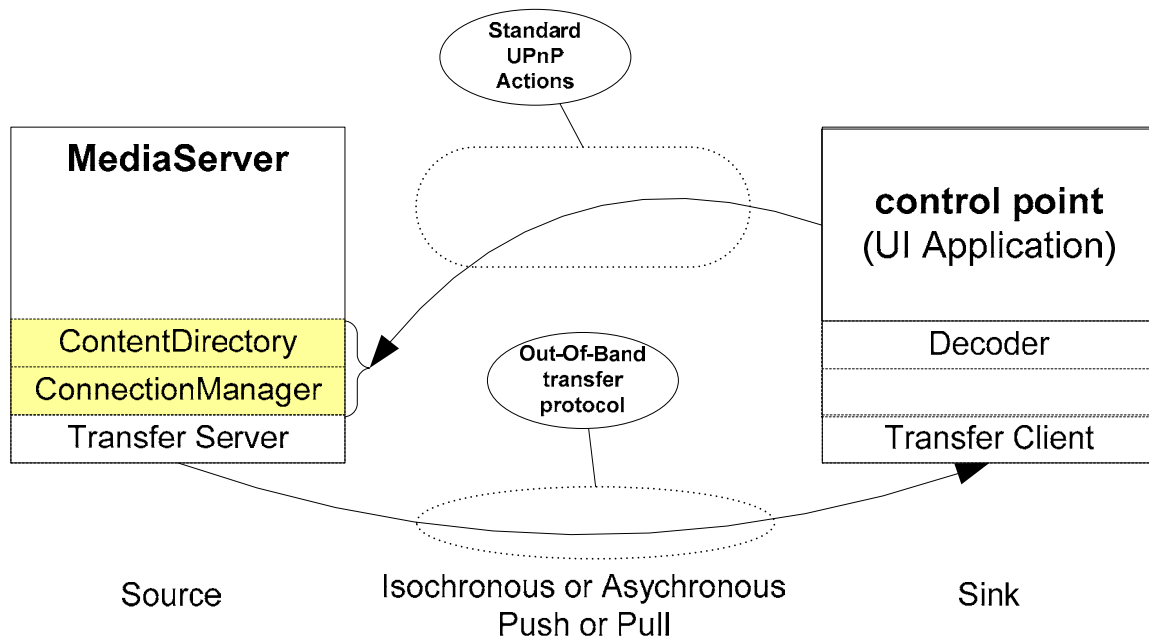 Standard
UPnP
Actions
MediaServer
control point
(UI Application)
ContentDirectory
ConnectionManager
Transfer Server
Out-Of-Band
transfer
protocol
Decoder
Transfer Client
Source
Isochronous or Asychronous
Push or Pull
Sink